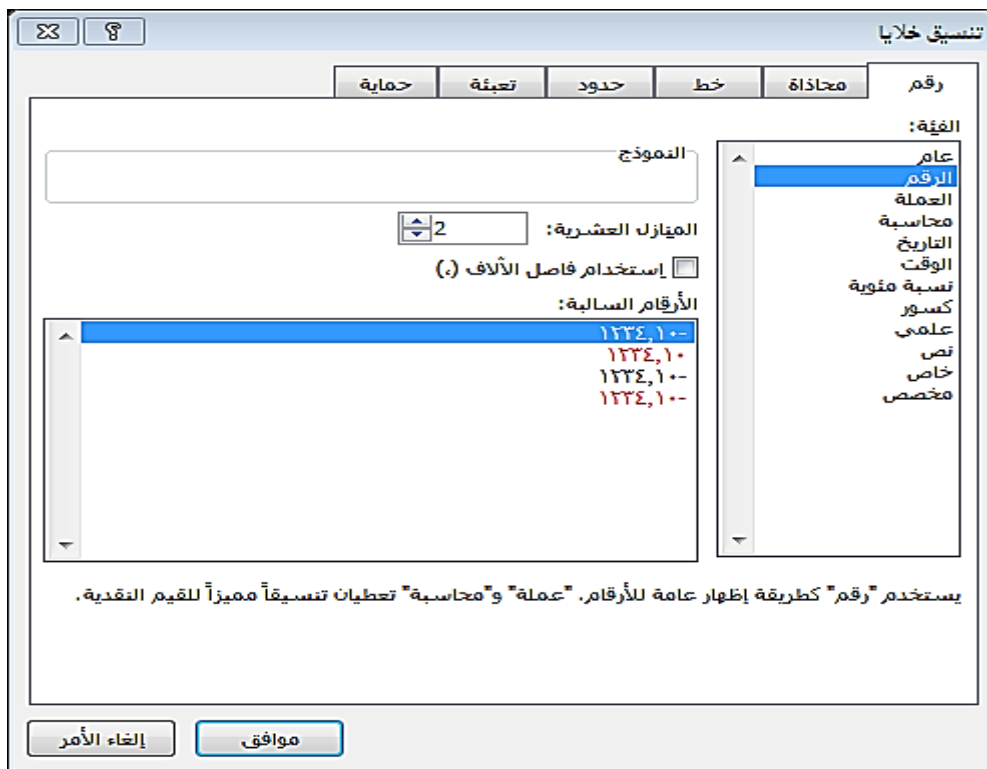 تنسيق خلايا
رقم
محاذاة
خط
حدود
تعبئة
حماية
الفئة:
عام
الرقم
العملة
محاسبة
التاريخ
الوقت
نسبة مئوية
كسور
علمي
نص
خاص
مخصص
النموذج
المنازل العشرية: 2
إستخدام فاصل الآلاف (،)
الأرقام السالبة:
١٢٣٤,١٠-
١٢٣٤,١٠
١٢٣٤,١٠-
١٢٣٤,١٠-
يستخدم "رقم" كطريقة إظهار عامة للأرقام. "عملة" و"محاسبة" تعطيان تنسيقاً مميزاً للقيم النقدية.
موافق
إلغاء الأمر